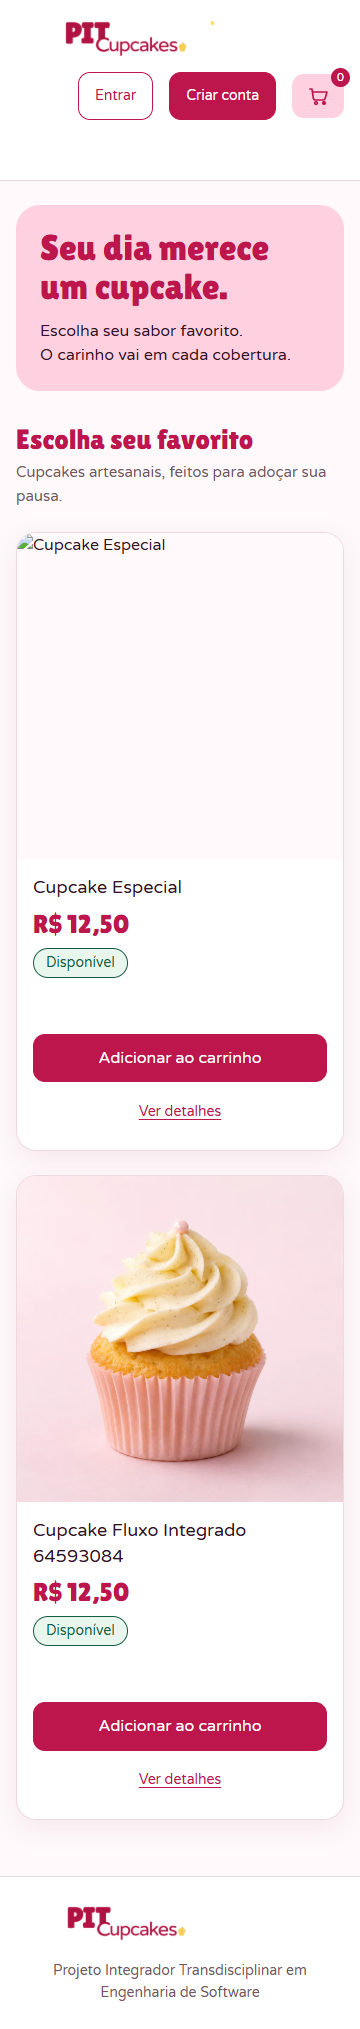 PIT
Cupcakes
Entrar
Criar conta
0
Seu dia merece
um cupcake.
Escolha seu sabor favorito.
O carinho vai em cada cobertura.
Escolha seu favorito
Cupcakes artesanais, feitos para adoçar sua
pausa.
Cupcake Especial
Cupcake Especial
R$ 12,50
Disponível
Adicionar ao carrinho
Ver detalhes
Cupcake Fluxo Integrado
64593084
R$ 12,50
Disponível
Adicionar ao carrinho
Ver detalhes
PIT
Cupcakes
Projeto Integrador Transdisciplinar em
Engenharia de Software